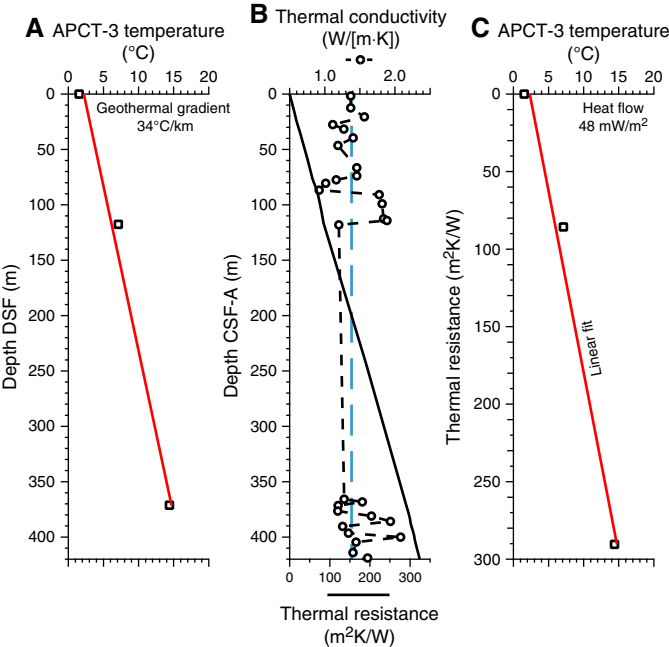 A APCT-3 temperature
(°C)
0 5 10 15 20
0
50
100
150
200
250
300
350
400
Depth DSF (m)
Geothermal gradient
34°C/km
B Thermal conductivity
(W/[m·K])
1.0 2.0
0
50
100
150
200
250
300
350
400
Depth CSF-A (m)
0 100 200 300
Thermal resistance
(m²K/W)
C APCT-3 temperature
(°C)
0 5 10 15 20
0
50
100
150
200
250
300
Thermal resistance (m²K/W)
Heat flow
48 mW/m²
Linear fit